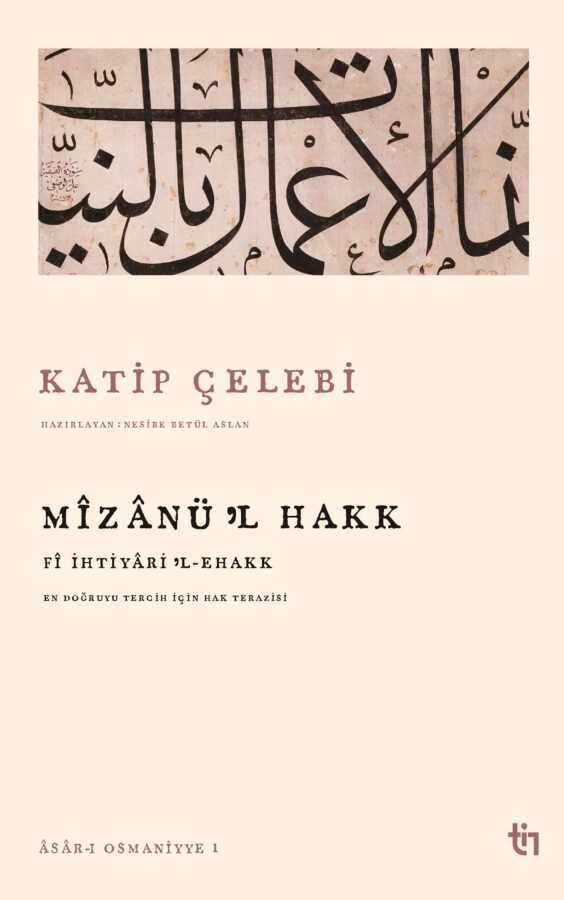 إنما الأعمال بالنيات
KATİP ÇELEBİ
HAZIRLAYAN : NESİBE BETÜL ASLAN
MÎZÂNÜ'L HAKK
FÎ İHTİYÂRİ'L-EHAKK
EN DOĞRUYU TERCİH İÇİN HAK TERAZİSİ
ÂSÂR-I OSMANİYYE 1
tin